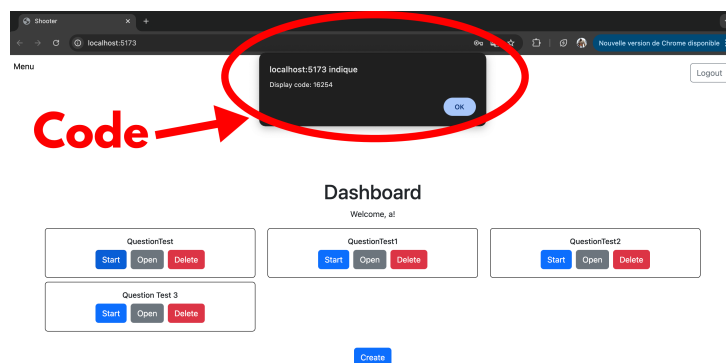 Shooter
localhost:5173
Nouvelle version de Chrome disponible
Menu
localhost:5173 indique
Display code: 16254
OK
Logout
Code
Dashboard
Welcome, a!
QuestionTest
Start Open Delete
QuestionTest1
Start Open Delete
QuestionTest2
Start Open Delete
Question Test 3
Start Open Delete
Create